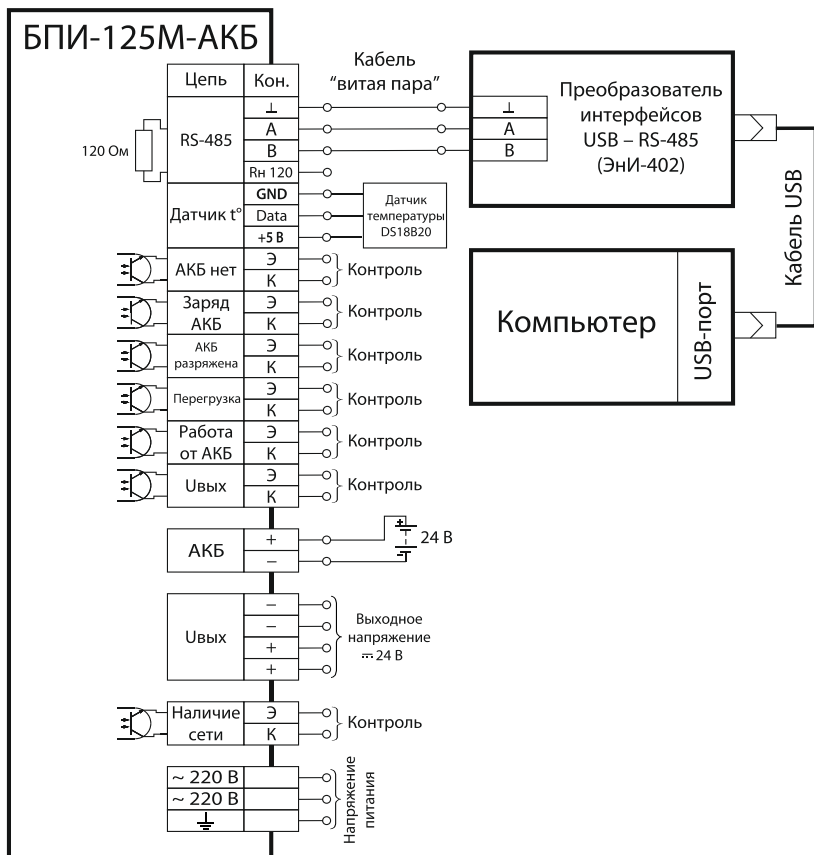 БПИ-125М-АКБ
Цепь Кон.
RS-485
⊥
A
B
Rн 120
120 Ом
Кабель
“витая пара”
⊥
A
B
Преобразователь
интерфейсов
USB – RS-485
(ЭнИ-402)
Кабель USB
Датчик t°
GND
Data
+5 В
Датчик
температуры
DS18B20
Компьютер
USB-порт
АКБ нет
Э
К
Контроль
Заряд
АКБ
Э
К
Контроль
АКБ
разряжена
Э
К
Контроль
Перегрузка
Э
К
Контроль
Работа
от АКБ
Э
К
Контроль
Uвых
Э
К
Контроль
АКБ
+
–
+
-
24 В
Uвых
–
–
+
+
Выходное
напряжение
⎓ 24 В
Наличие
сети
Э
К
Контроль
~ 220 В
~ 220 В
Напряжение
питания